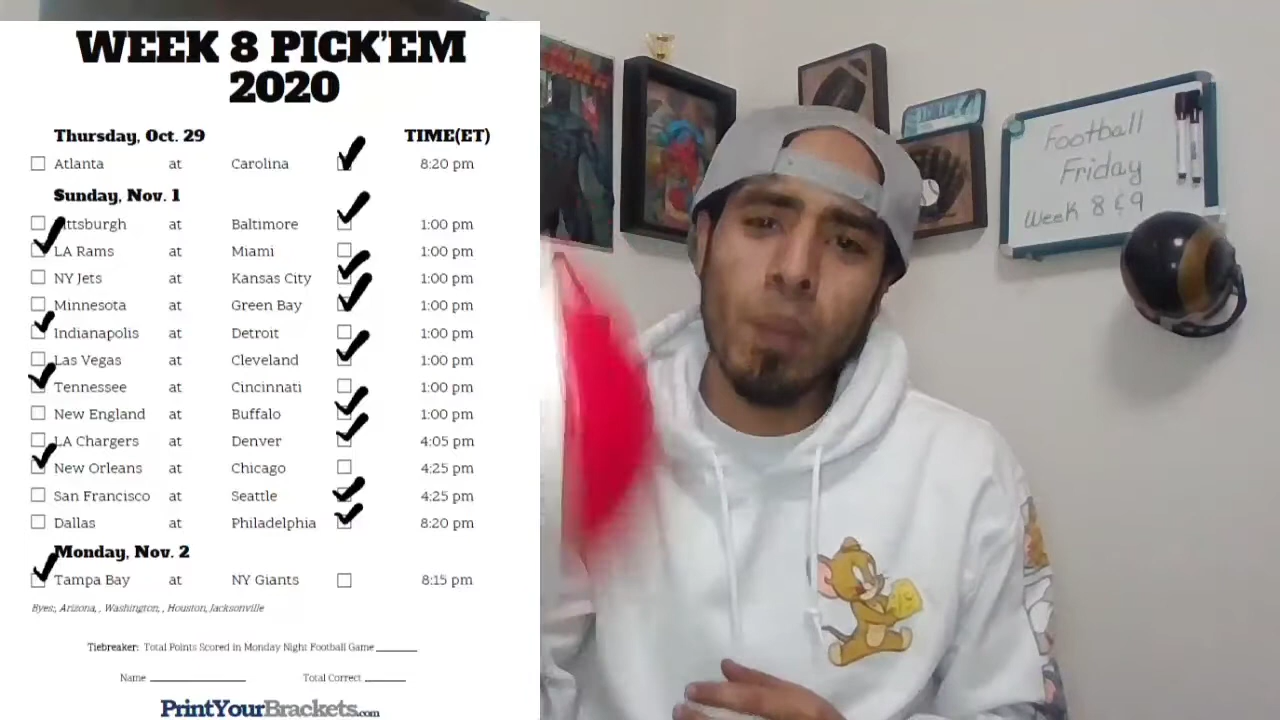 WEEK 8 PICK'EM
2020
Thursday, Oct. 29 TIME(ET)
Atlanta at Carolina 8:20 pm
Sunday, Nov. 1
ttsburgh at Baltimore 1:00 pm
LA Rams at Miami 1:00 pm
NY Jets at Kansas City 1:00 pm
Minnesota at Green Bay 1:00 pm
Indianapolis at Detroit 1:00 pm
Las Vegas at Cleveland 1:00 pm
Tennessee at Cincinnati 1:00 pm
New England at Buffalo 1:00 pm
LA Chargers at Denver 4:05 pm
New Orleans at Chicago 4:25 pm
San Francisco at Seattle 4:25 pm
Dallas at Philadelphia 8:20 pm
Monday, Nov. 2
Tampa Bay at NY Giants 8:15 pm
Byes:, Arizona, , Washington, , Houston, Jacksonville
Tiebreaker: Total Points Scored in Monday Night Football Game
Name Total Correct
PrintYourBrackets.com
Football
Friday
Week 8 & 9